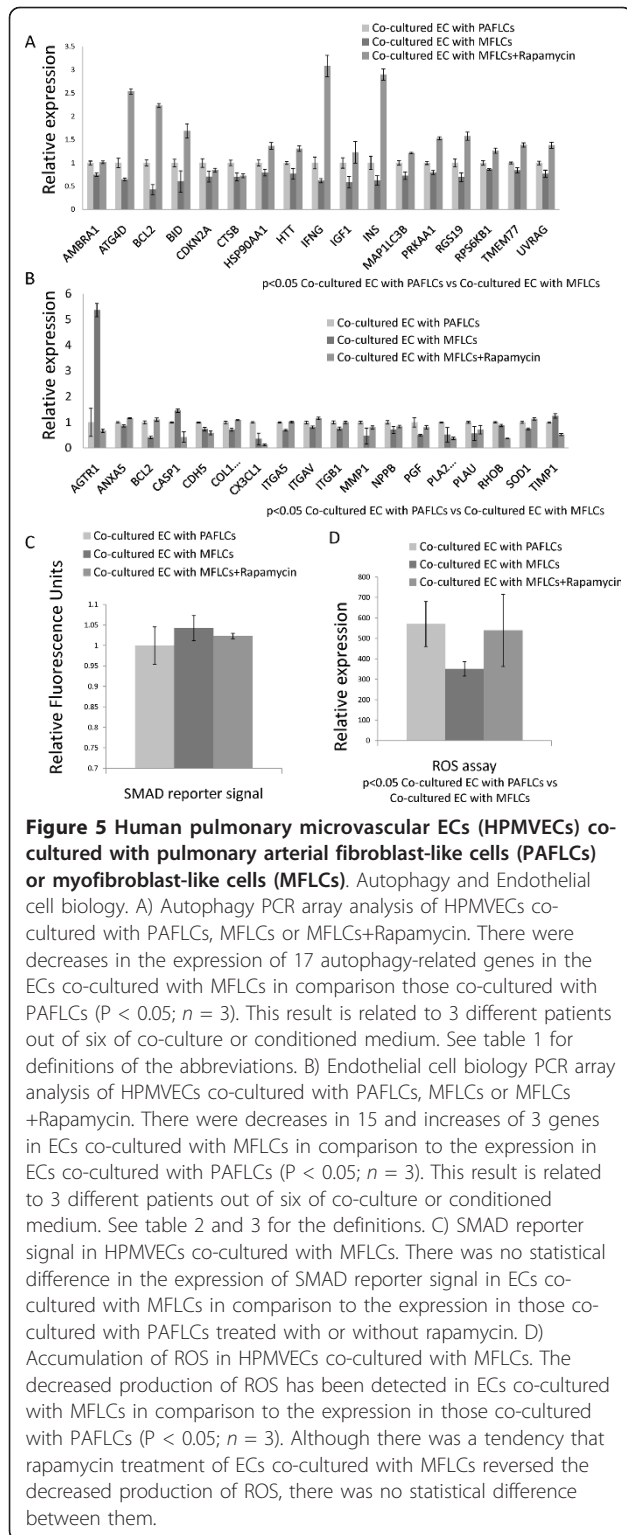 A
Co-cultured EC with PAFLCs
Co-cultured EC with MFLCs
Co-cultured EC with MFLCs+Rapamycin
Relative expression
3.5
3
2.5
2
1.5
1
0.5
0
AMBRA1
ATG4D
BCL2
BID
CDKN2A
CTSB
HSP90AA1
HTT
IFNG
IGF1
INS
MAP1LC3B
PRKAA1
RGS19
RPS6KB1
TMEM77
UVRAG
p<0.05 Co-cultured EC with PAFLCs vs Co-cultured EC with MFLCs
B
Co-cultured EC with PAFLCs
Co-cultured EC with MFLCs
Co-cultured EC with MFLCs+Rapamycin
Relative expression
6
5
4
3
2
1
0
AGTR1
ANXA5
BCL2
CASP1
CDH5
COL1...
CX3CL1
ITGA5
ITGAV
ITGB1
MMP1
NPPB
PGF
PLA2...
PLAU
RHOB
SOD1
TIMP1
p<0.05 Co-cultured EC with PAFLCs vs Co-cultured EC with MFLCs
C
Co-cultured EC with PAFLCs
Co-cultured EC with MFLCs
Co-cultured EC with MFLCs+Rapamycin
Relative Fluorescence Units
1.1
1.05
1
0.95
0.9
0.85
0.8
0.75
0.7
SMAD reporter signal
D
Co-cultured EC with PAFLCs
Co-cultured EC with MFLCs
Co-cultured EC with MFLCs+Rapamycin
Relative expression
800
700
600
500
400
300
200
100
0
ROS assay
p<0.05 Co-cultured EC with PAFLCs vs
Co-cultured EC with MFLCs
Figure 5 Human pulmonary microvascular ECs (HPMVECs) co-
cultured with pulmonary arterial fibroblast-like cells (PAFLCs)
or myofibroblast-like cells (MFLCs). Autophagy and Endothelial
cell biology. A) Autophagy PCR array analysis of HPMVECs co-
cultured with PAFLCs, MFLCs or MFLCs+Rapamycin. There were
decreases in the expression of 17 autophagy-related genes in the
ECs co-cultured with MFLCs in comparison those co-cultured with
PAFLCs (P < 0.05; n = 3). This result is related to 3 different patients
out of six of co-culture or conditioned medium. See table 1 for
definitions of the abbreviations. B) Endothelial cell biology PCR array
analysis of HPMVECs co-cultured with PAFLCs, MFLCs or MFLCs
+Rapamycin. There were decreases in 15 and increases of 3 genes
in ECs co-cultured with MFLCs in comparison to the expression in
ECs co-cultured with PAFLCs (P < 0.05; n = 3). This result is related
to 3 different patients out of six of co-culture or conditioned
medium. See table 2 and 3 for the definitions. C) SMAD reporter
signal in HPMVECs co-cultured with MFLCs. There was no statistical
difference in the expression of SMAD reporter signal in ECs co-
cultured with MFLCs in comparison to the expression in those co-
cultured with PAFLCs treated with or without rapamycin. D)
Accumulation of ROS in HPMVECs co-cultured with MFLCs. The
decreased production of ROS has been detected in ECs co-cultured
with MFLCs in comparison to the expression in those co-cultured
with PAFLCs (P < 0.05; n = 3). Although there was a tendency that
rapamycin treatment of ECs co-cultured with MFLCs reversed the
decreased production of ROS, there was no statistical difference
between them.